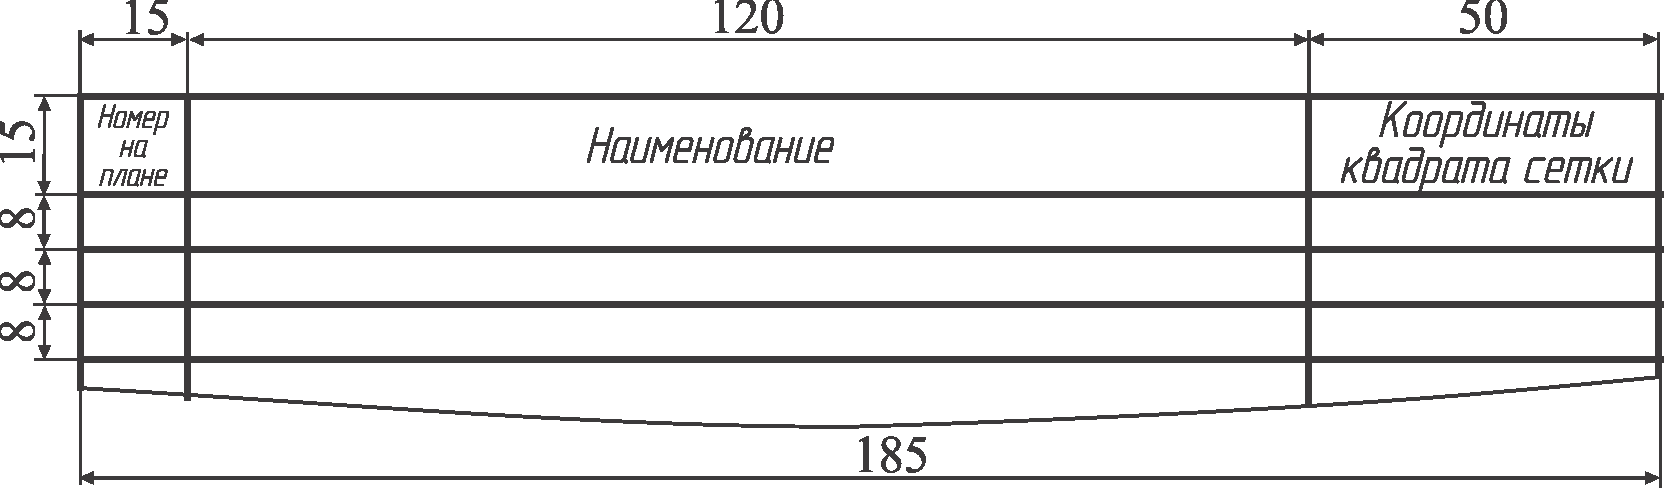 15 120 50
15
Номер
на
плане
Наименование
Координаты
квадрата сетки
8
8
8
185